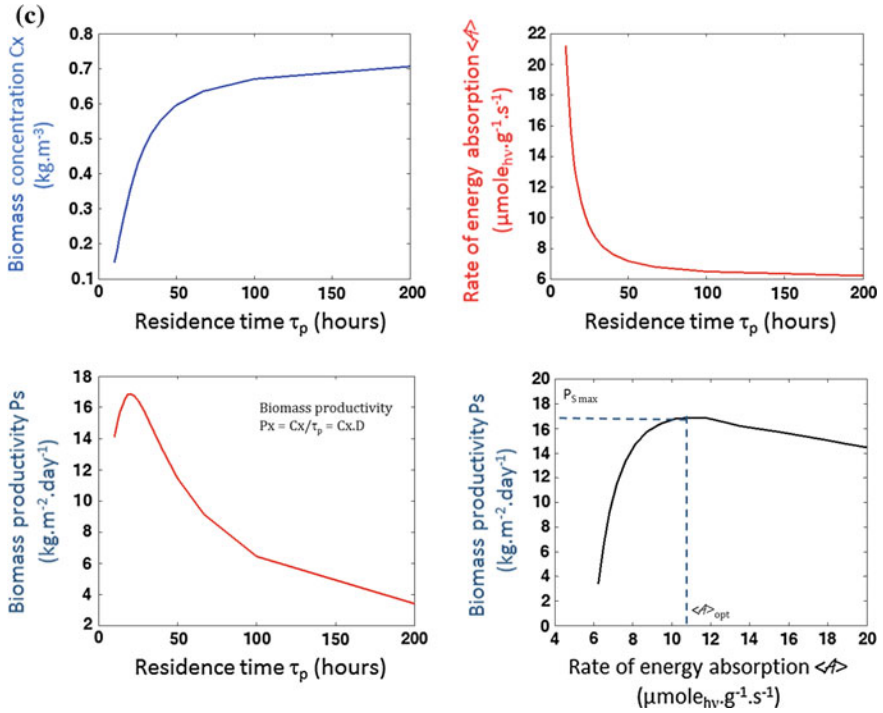 (c)
Biomass concentration Cx
(kg.m⁻³)
0.8
0.7
0.6
0.5
0.4
0.3
0.2
0.1
0 50 100 150 200
Residence time τp (hours)
Rate of energy absorption <𝒜>
(µmolehν.g⁻¹.s⁻¹)
22
20
18
16
14
12
10
8
6
0 50 100 150 200
Residence time τp (hours)
Biomass productivity Ps
(kg.m⁻².day⁻¹)
18
16
14
12
10
8
6
4
2
0 50 100 150 200
Biomass productivity
Px = Cx/τp = Cx.D
Residence time τp (hours)
Biomass productivity Ps
(kg.m⁻².day⁻¹)
20
18
16
14
12
10
8
6
4
2
0
4 6 8 10 12 14 16 18 20
PS max
<𝒜>opt
Rate of energy absorption <𝒜>
(µmolehν.g⁻¹.s⁻¹)